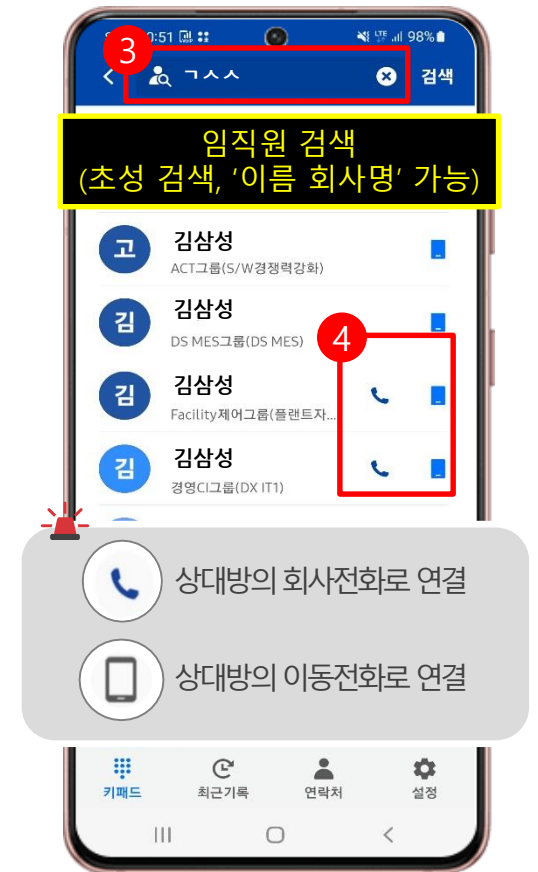 3
:51 LTE 98%
ㄱㅅㅅ 검색
임직원 검색
(초성 검색, ‘이름 회사명’ 가능)
고 김삼성
ACT그룹(S/W경쟁력강화)
김 김삼성
DS MES그룹(DS MES)
4
김 김삼성
Facility제어그룹(플랜트자...
김 김삼성
경영CI그룹(DX IT1)
상대방의 회사전화로 연결
상대방의 이동전화로 연결
키패드 최근기록 연락처 설정